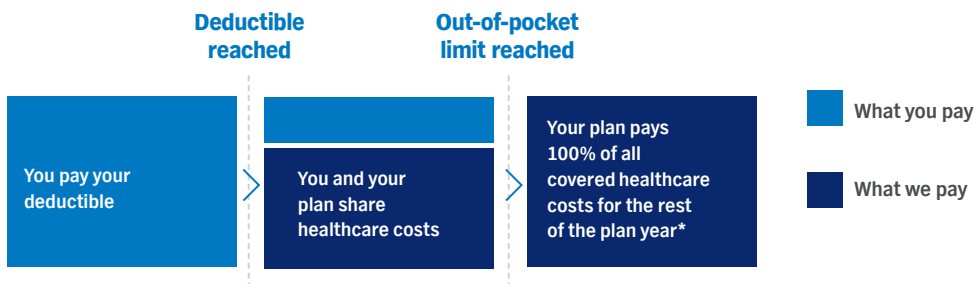 Deductible
reached
Out-of-pocket
limit reached
You pay your
deductible
You and your
plan share
healthcare costs
Your plan pays
100% of all
covered healthcare
costs for the rest
of the plan year*
What you pay
What we pay